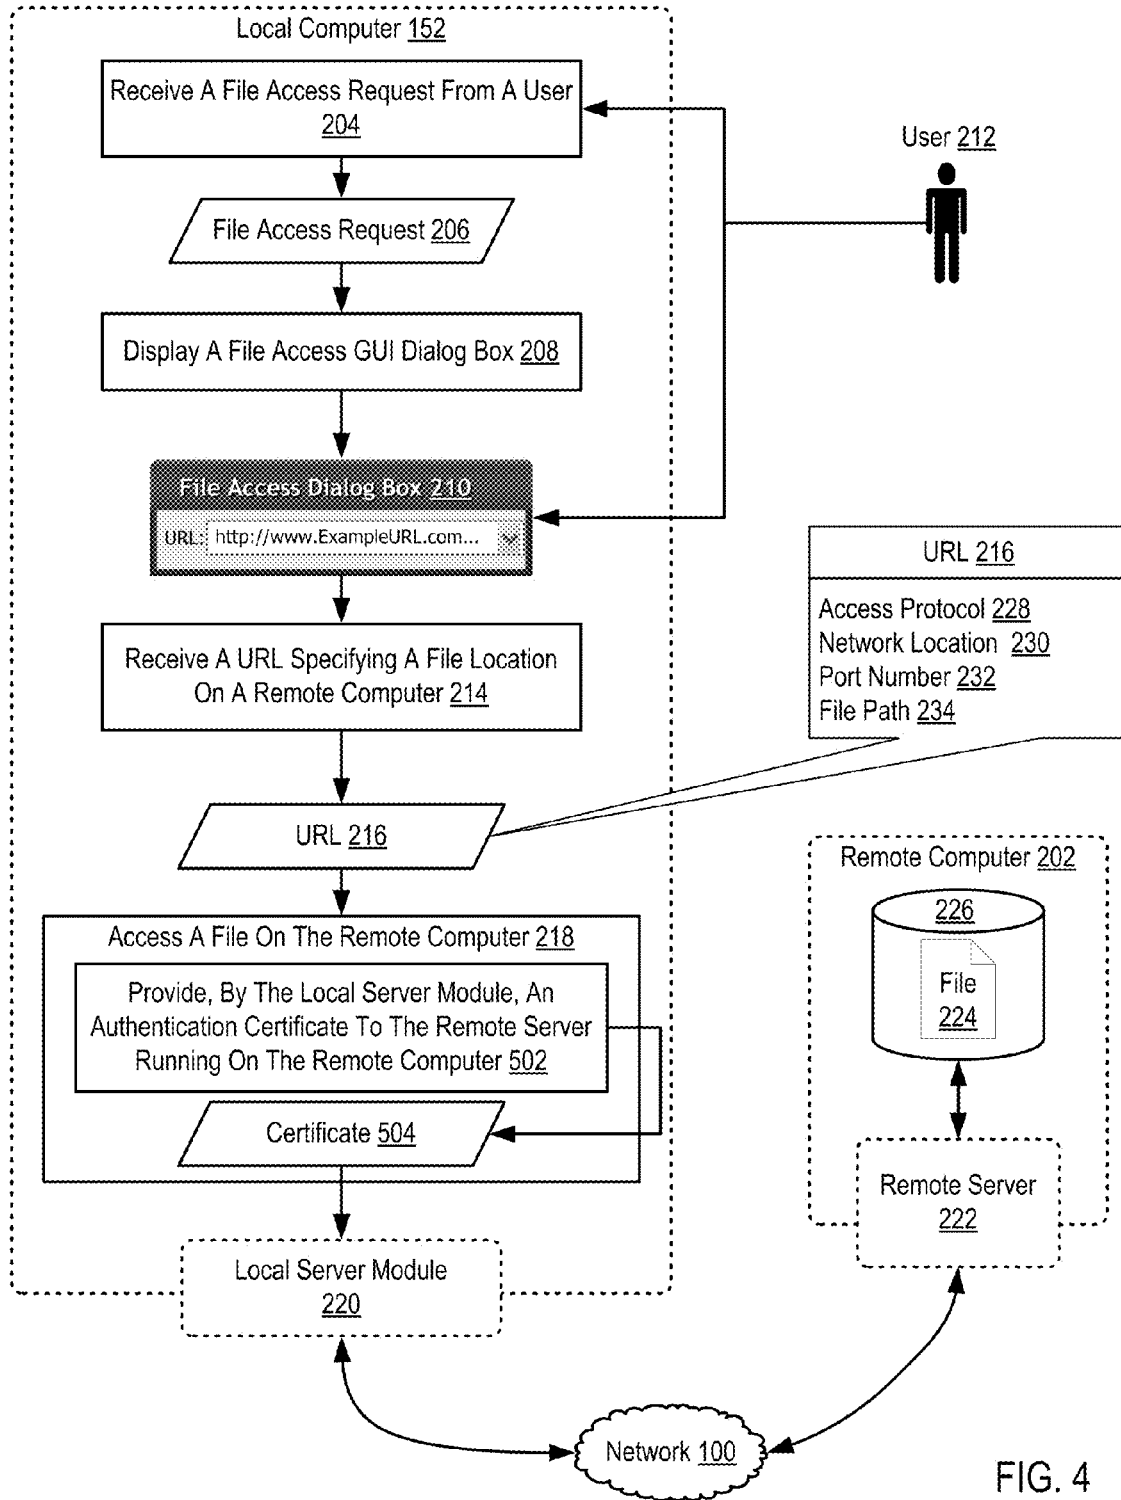 Local Computer 152
Receive A File Access Request From A User
204
User 212
File Access Request 206
Display A File Access GUI Dialog Box 208
File Access Dialog Box 210
URL: http://www.ExampleURL.com...
Receive A URL Specifying A File Location
On A Remote Computer 214
URL 216
Access Protocol 228
Network Location 230
Port Number 232
File Path 234
URL 216
Access A File On The Remote Computer 218
Provide, By The Local Server Module, An
Authentication Certificate To The Remote Server
Running On The Remote Computer 502
Certificate 504
Local Server Module
220
Remote Computer 202
226
File
224
Remote Server
222
Network 100
FIG. 4